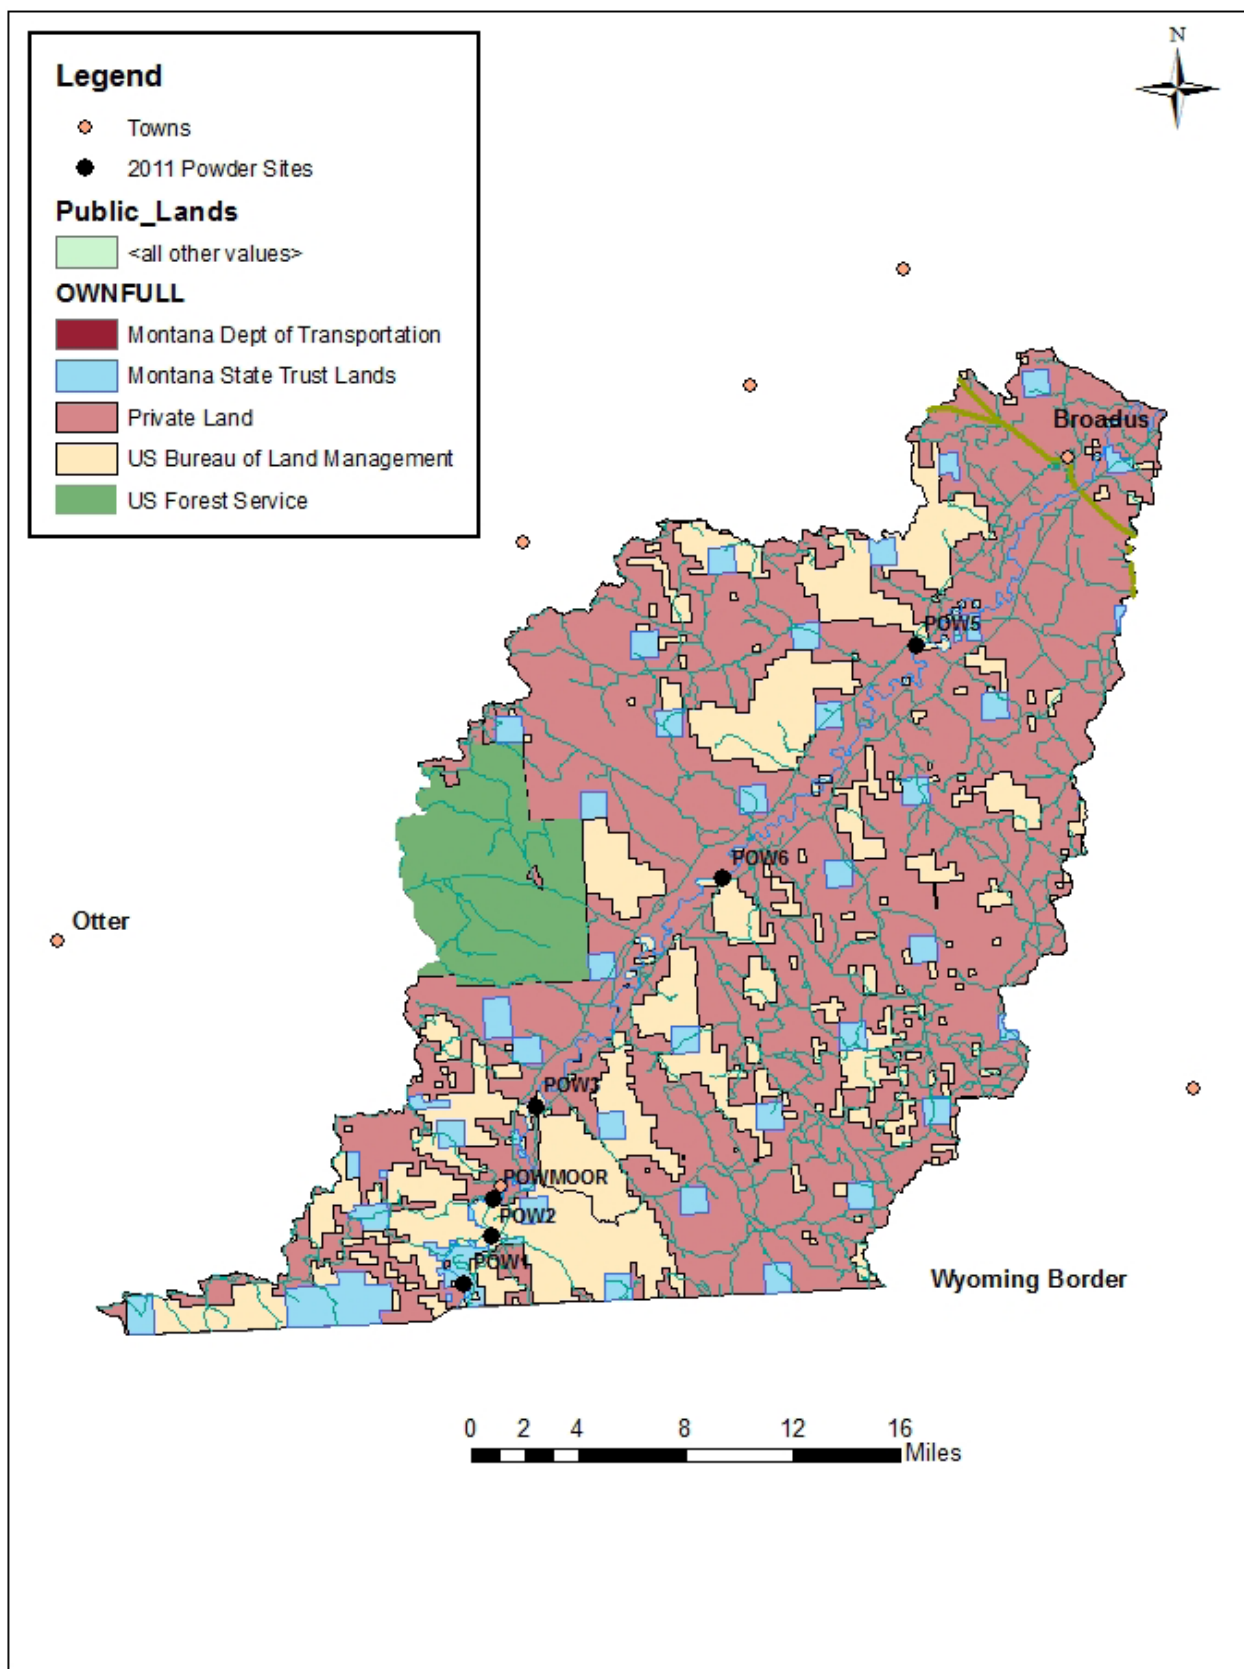 N
Legend
Towns
2011 Powder Sites
Public_Lands
<all other values>
OWNFULL
Montana Dept of Transportation
Montana State Trust Lands
Private Land
US Bureau of Land Management
US Forest Service
Broadus
POW5
POW6
Otter
POW3
POWMOOR
POW2
POW1
Wyoming Border
0 2 4 8 12 16
Miles